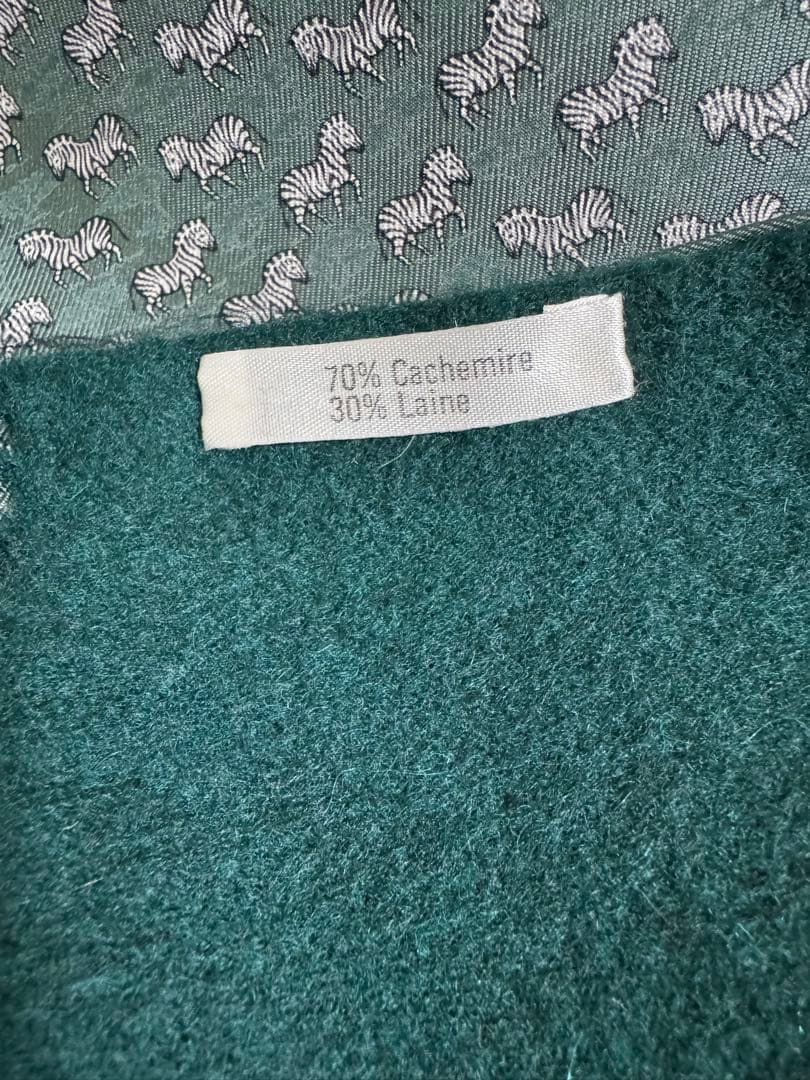 70% Cachemire
30% Laine